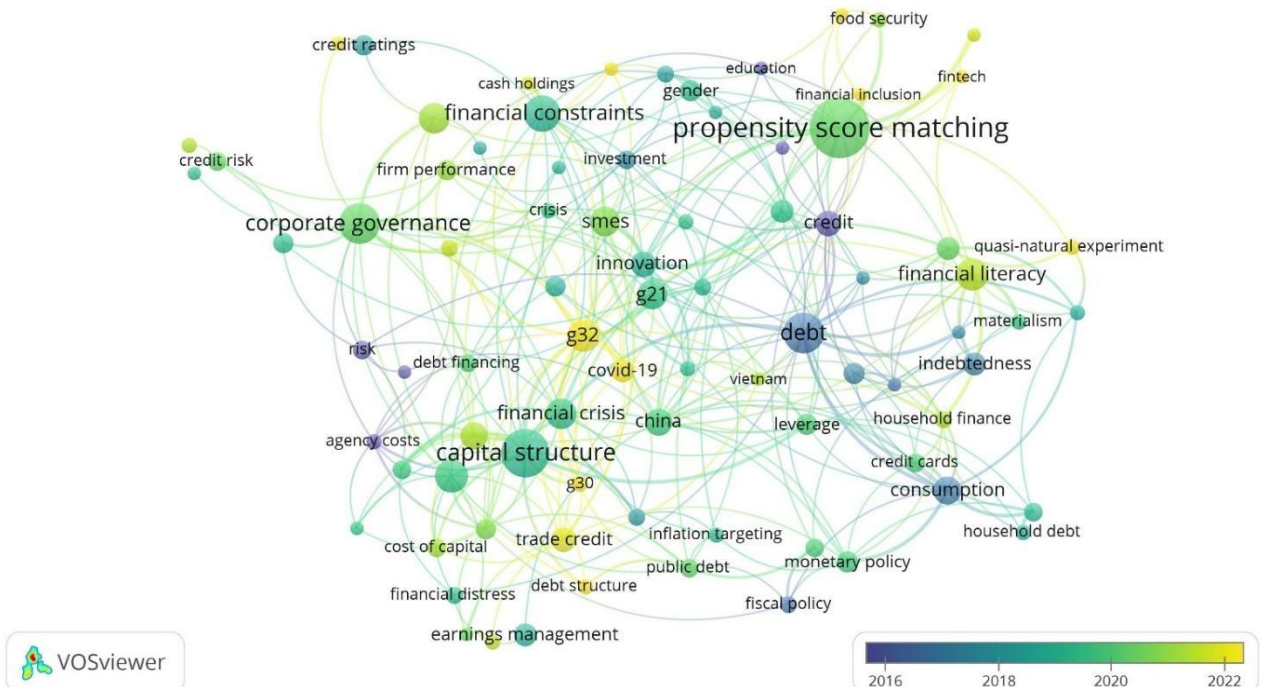 food security
credit ratings
education
fintech
cash holdings
gender
financial inclusion
financial constraints
propensity score matching
credit risk
firm performance
investment
crisis
smes
corporate governance
credit
quasi-natural experiment
innovation
financial literacy
g21
materialism
g32
debt
risk
debt financing
covid-19
vietnam
indebtedness
financial crisis
china
leverage
household finance
agency costs
capital structure
credit cards
g30
consumption
cost of capital
trade credit
inflation targeting
household debt
public debt
monetary policy
financial distress
debt structure
fiscal policy
earnings management
VOSviewer
2016 2018 2020 2022